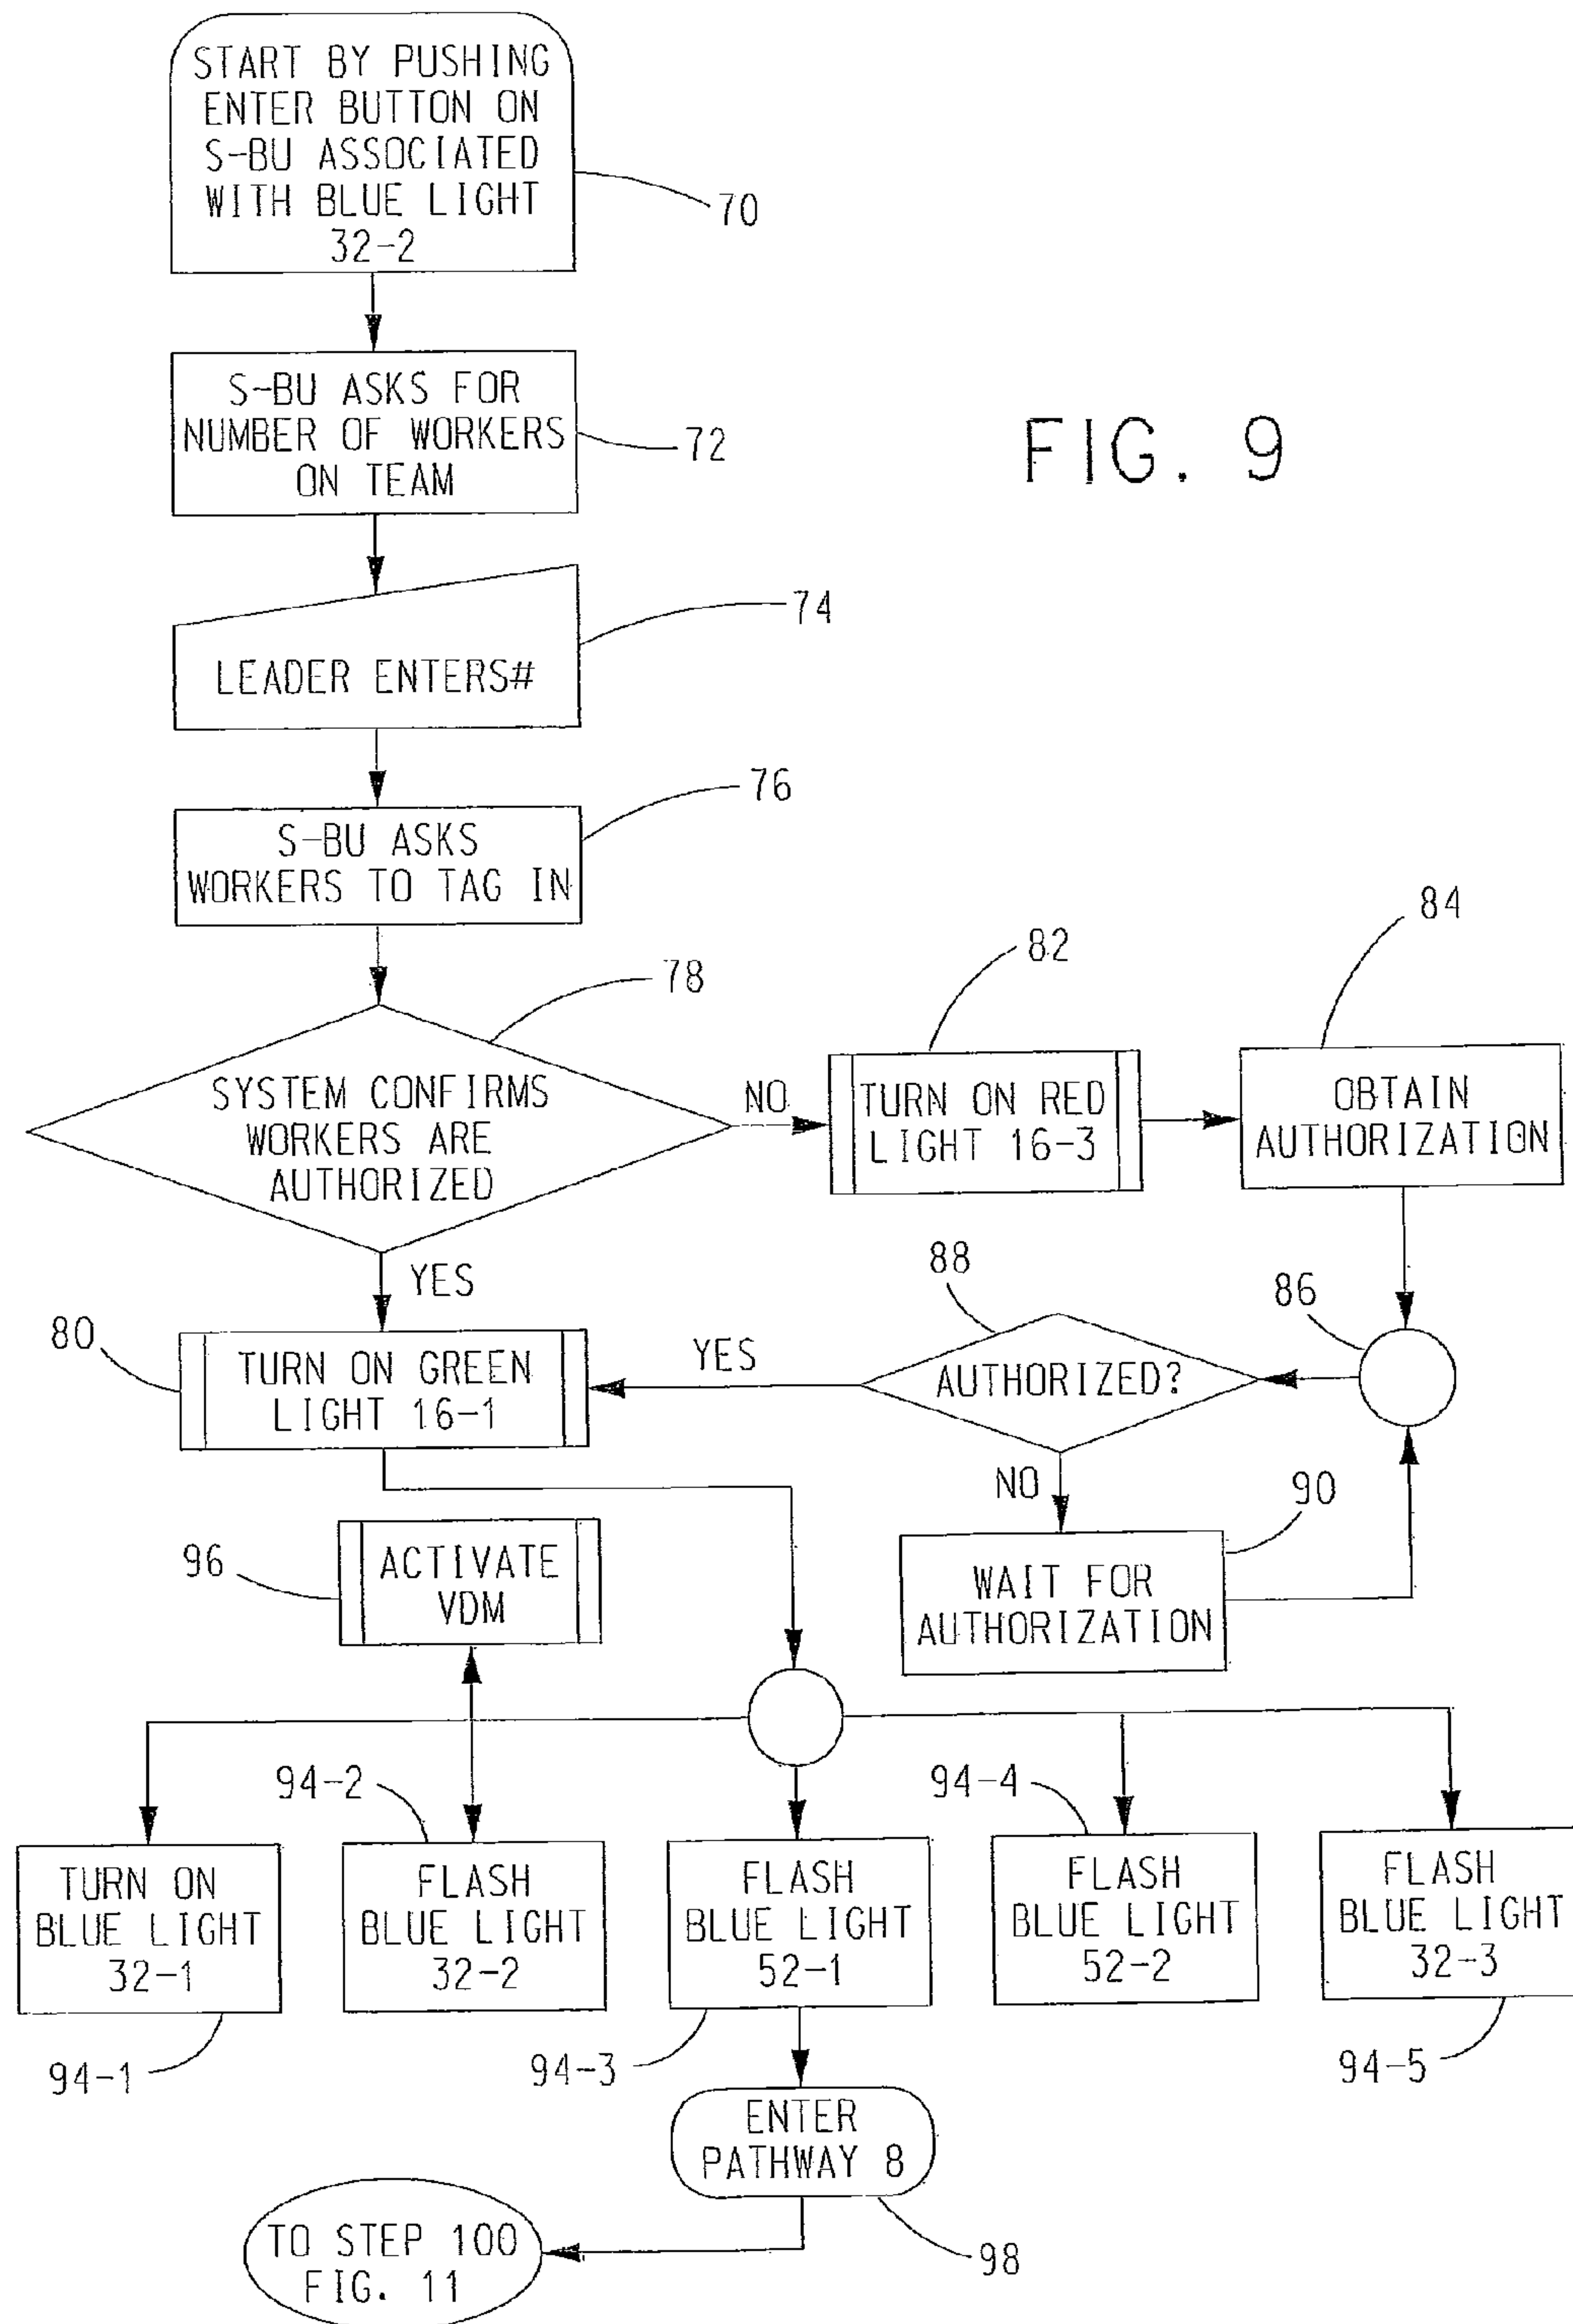 START BY PUSHING
ENTER BUTTON ON
S-BU ASSOCIATED
WITH BLUE LIGHT
32-2
70
S-BU ASKS FOR
NUMBER OF WORKERS
ON TEAM
72
FIG. 9
LEADER ENTERS#
74
S-BU ASKS
WORKERS TO TAG IN
76
SYSTEM CONFIRMS
WORKERS ARE
AUTHORIZED
78
NO
TURN ON RED
LIGHT 16-3
82
OBTAIN
AUTHORIZATION
84
YES
86
88
AUTHORIZED?
YES
80
TURN ON GREEN
LIGHT 16-1
NO
90
WAIT FOR
AUTHORIZATION
96
ACTIVATE
VDM
94-2
94-4
TURN ON
BLUE LIGHT
32-1
FLASH
BLUE LIGHT
32-2
FLASH
BLUE LIGHT
52-1
FLASH
BLUE LIGHT
52-2
FLASH
BLUE LIGHT
32-3
94-1
94-3
94-5
ENTER
PATHWAY 8
98
TO STEP 100
FIG. 11